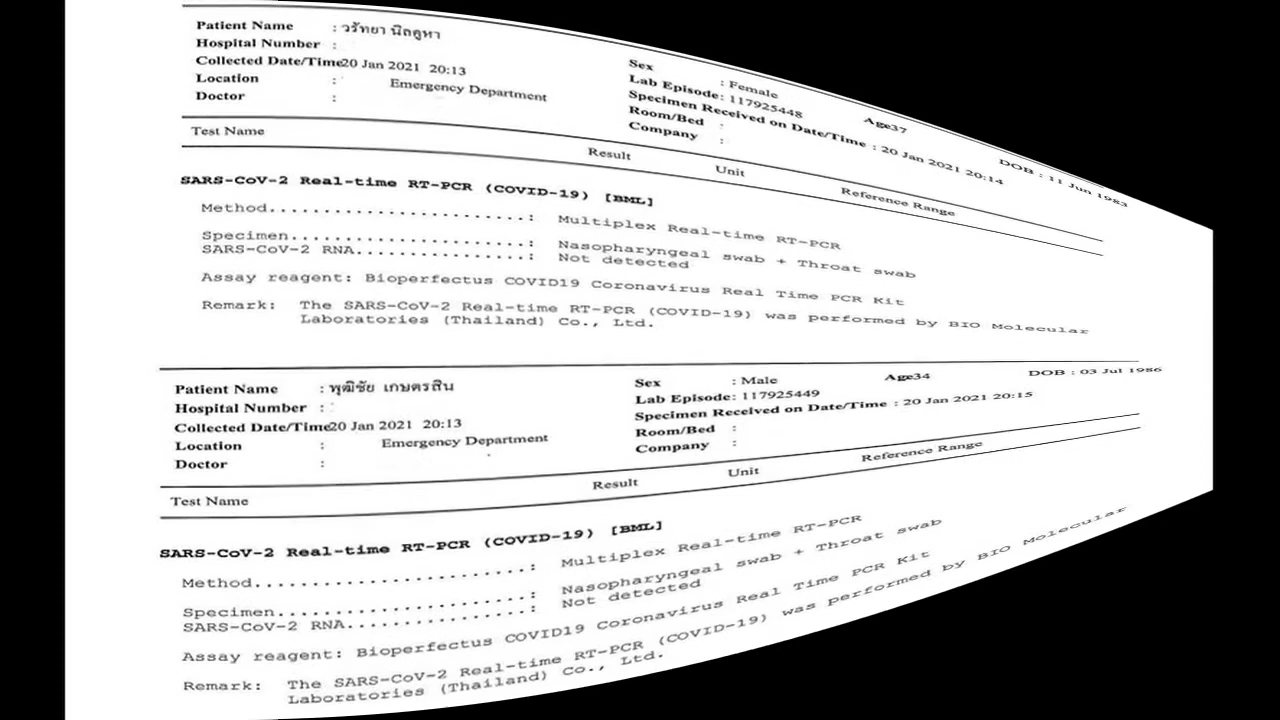 Patient Name : วรัทยา นิลคูหา
Sex : Female Age37 DOB : 11 Jun 1983
Hospital Number :
Lab Episode: 117925448
Collected Date/Time20 Jan 2021 20:13
Specimen Received on Date/Time : 20 Jan 2021 20:14
Location : Emergency Department
Room/Bed :
Doctor :
Company :
Test Name Result Unit Reference Range
SARS-CoV-2 Real-time RT-PCR (COVID-19) [BML]
Method................................: Multiplex Real-time RT-PCR
Specimen.............................: Nasopharyngeal swab + Throat swab
SARS-CoV-2 RNA.....................: Not detected
Assay reagent: Bioperfectus COVID19 Coronavirus Real Time PCR Kit
Remark: The SARS-CoV-2 Real-time RT-PCR (COVID-19) was performed by BIO Molecular
Laboratories (Thailand) Co., Ltd.
Patient Name : พุฒิชัย เกษตรสิน
Sex : Male Age34 DOB : 03 Jul 1986
Hospital Number :
Lab Episode: 117925449
Collected Date/Time20 Jan 2021 20:13
Specimen Received on Date/Time : 20 Jan 2021 20:15
Location : Emergency Department
Room/Bed :
Doctor :
Company :
Test Name Result Unit Reference Range
SARS-CoV-2 Real-time RT-PCR (COVID-19) [BML]
Method................................: Multiplex Real-time RT-PCR
Specimen.............................: Nasopharyngeal swab + Throat swab
SARS-CoV-2 RNA.....................: Not detected
Assay reagent: Bioperfectus COVID19 Coronavirus Real Time PCR Kit
Remark: The SARS-CoV-2 Real-time RT-PCR (COVID-19) was performed by BIO Molecular
Laboratories (Thailand) Co., Ltd.